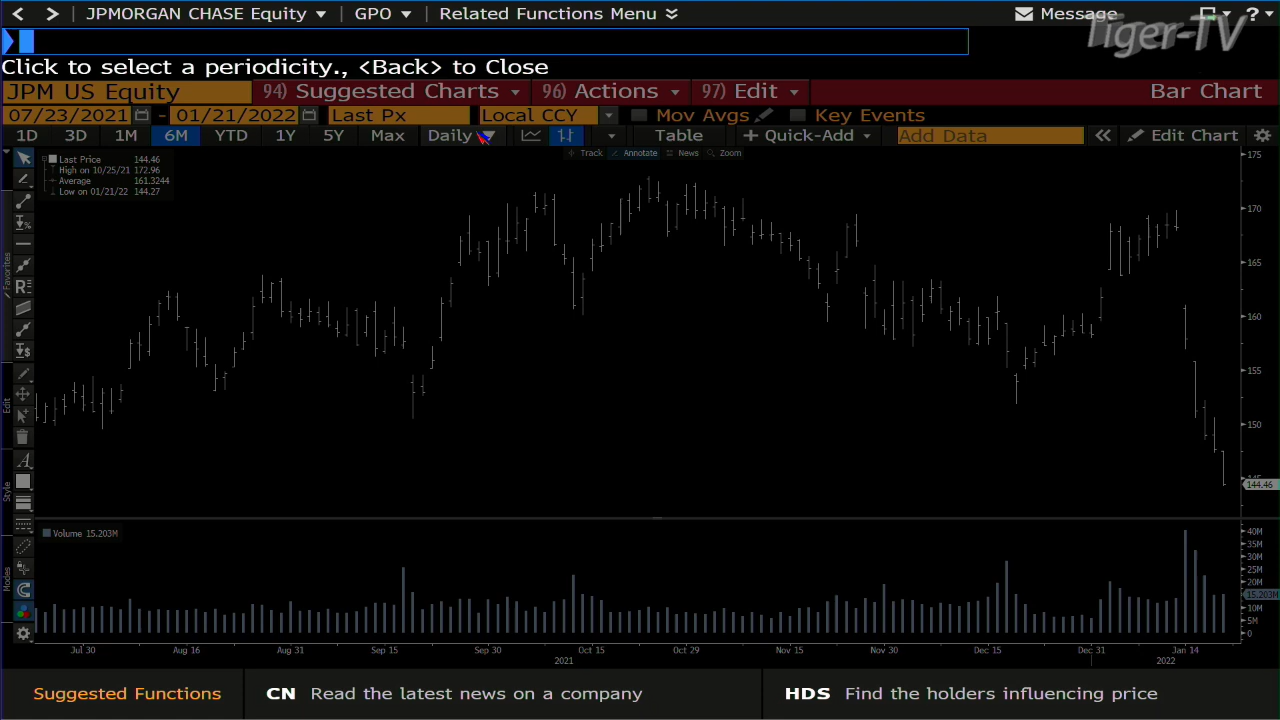 JPMORGAN CHASE Equity GPO Related Functions Menu Message ?
Tiger-TV
Click to select a periodicity., <Back> to Close
JPM US Equity 94) Suggested Charts 96) Actions 97) Edit Bar Chart
07/23/2021 - 01/21/2022 Last Px Local CCY Mov Avgs Key Events
1D 3D 1M 6M YTD 1Y 5Y Max Daily Table + Quick-Add Add Data « Edit Chart
Track Annotate News Zoom
Last Price 144.46
High on 10/25/21 172.96
Average 161.3244
Low on 01/21/22 144.27
175
170
165
160
155
150
145
144.46
Favorites
Edit
Style
Modes
Volume 15.203M
40M
35M
30M
25M
20M
15.203M
10M
5M
0
Jul 30 Aug 16 Aug 31 Sep 15 Sep 30 Oct 15 Oct 29 Nov 15 Nov 30 Dec 15 Dec 31 Jan 14
2021 2022
Suggested Functions CN Read the latest news on a company HDS Find the holders influencing price